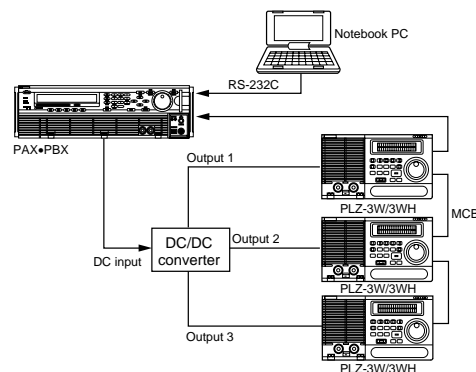 Notebook PC
RS-232C
PAX•PBX
Output 1
PLZ-3W/3WH
MCB
DC/DC
converter
Output 2
DC input
PLZ-3W/3WH
Output 3
PLZ-3W/3WH